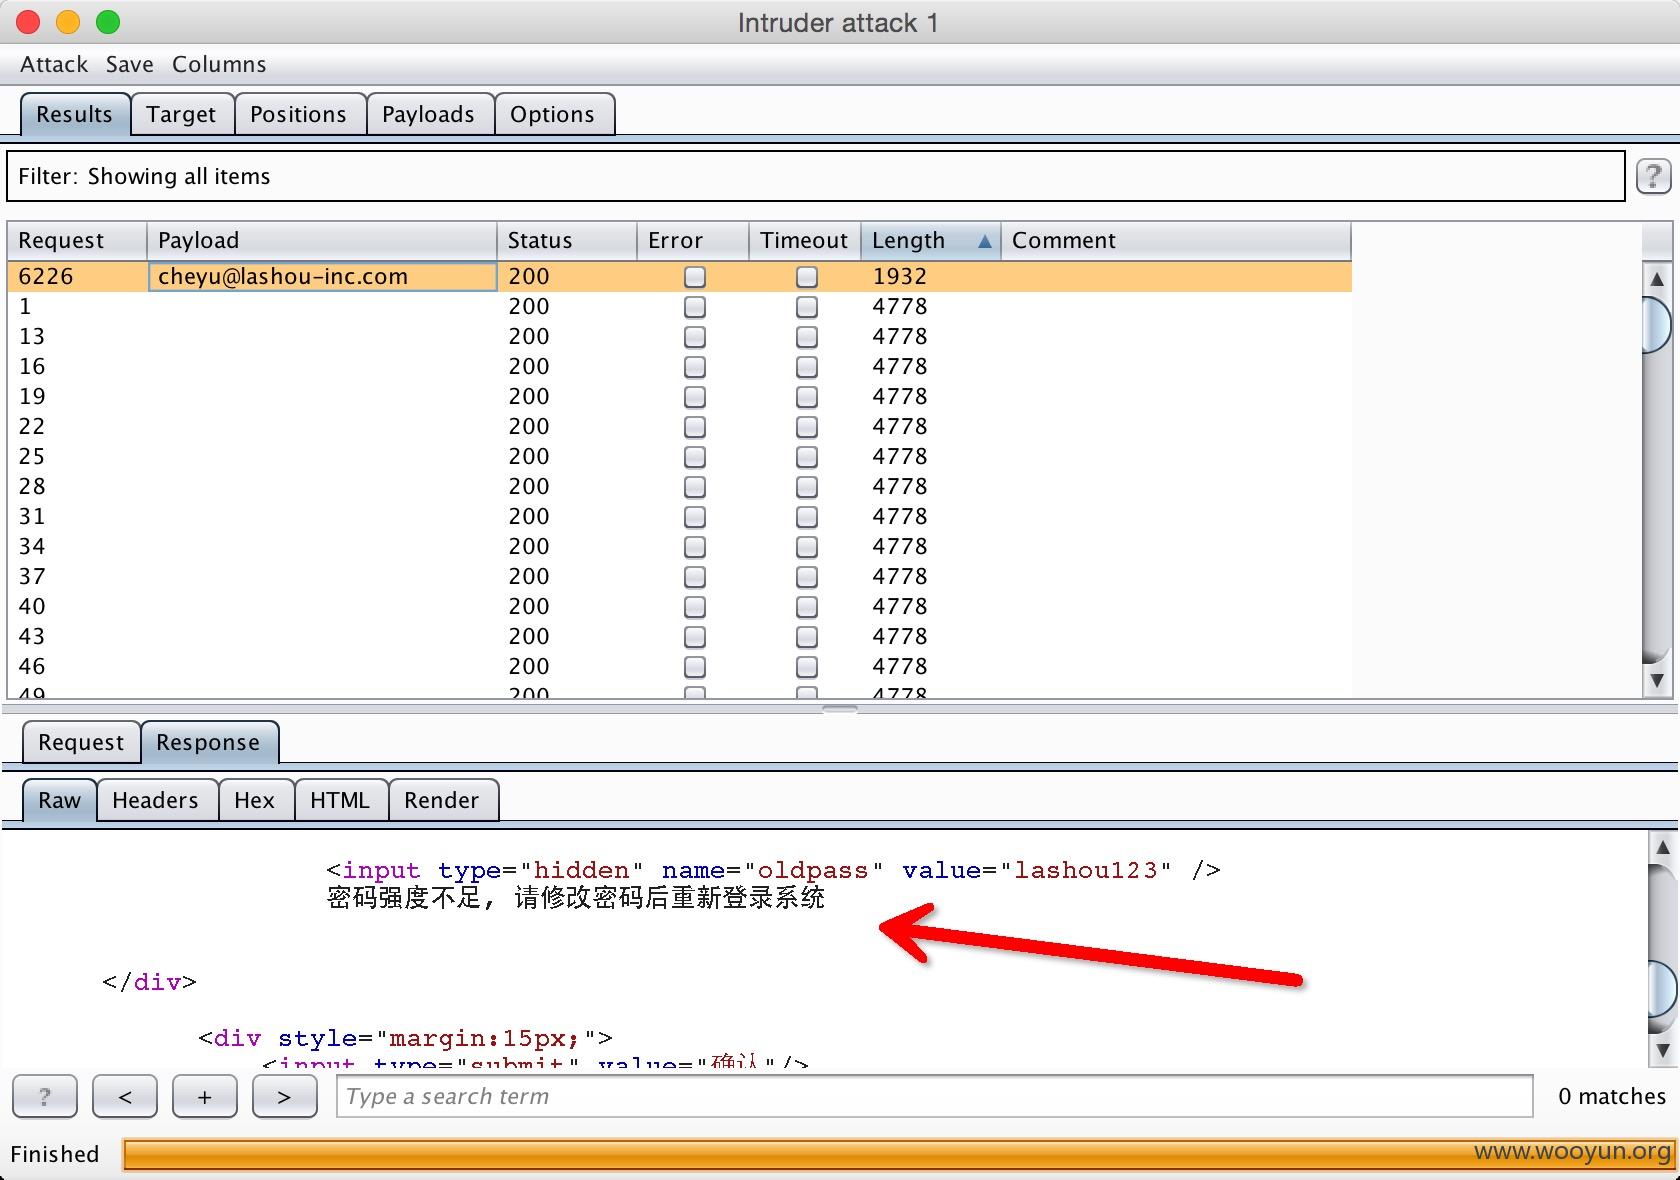 Intruder attack 1
Attack Save Columns
Results Target Positions Payloads Options
Filter: Showing all items
?
Request Payload Status Error Timeout Length Comment
6226 cheyu@lashou-inc.com 200 1932
1 200 4778
13 200 4778
16 200 4778
19 200 4778
22 200 4778
25 200 4778
28 200 4778
31 200 4778
34 200 4778
37 200 4778
40 200 4778
43 200 4778
46 200 4778
49 200 4778
Request Response
Raw Headers Hex HTML Render
<input type="hidden" name="oldpass" value="lashou123" />
密码强度不足, 请修改密码后重新登录系统
</div>
<div style="margin:15px;">
<input type="submit" value="确认"/>
? < + > Type a search term 0 matches
Finished
www.wooyun.org